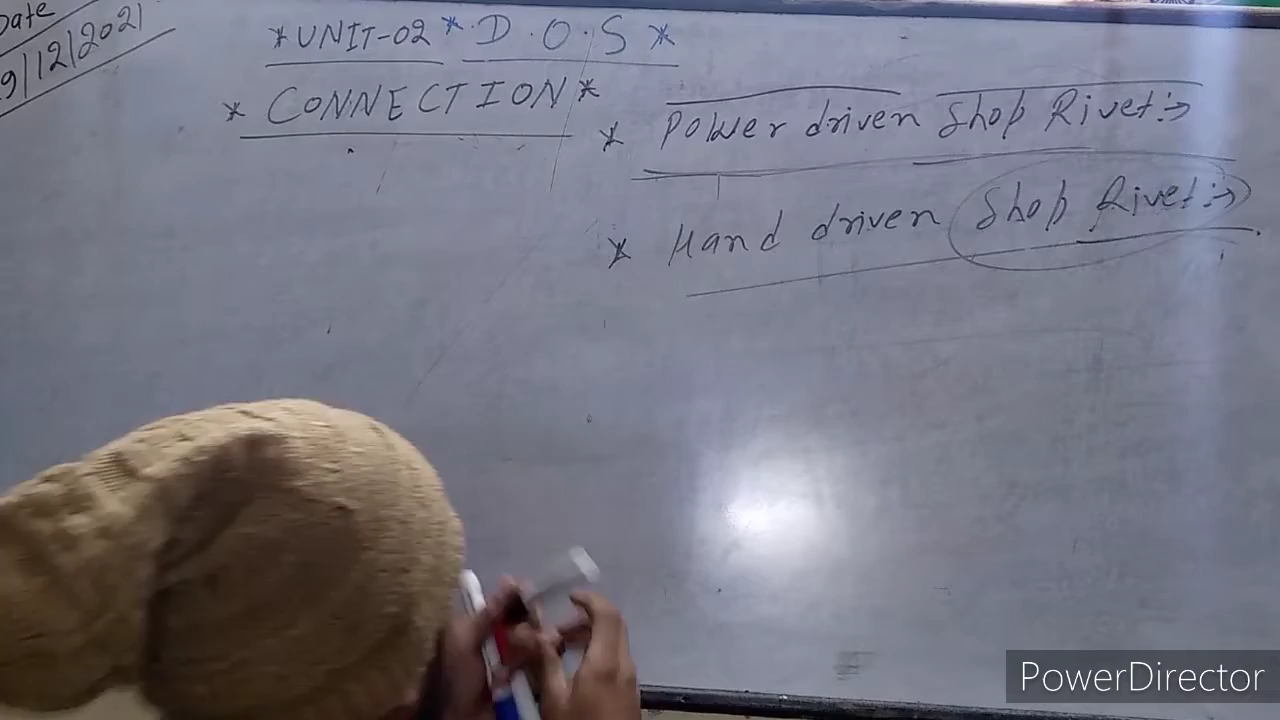 Date
9/12/2021
*UNIT-02 * D.O.S *
* CONNECTION *
* Power driven Shop Rivet:→
* Hand driven Shop Rivet:→
PowerDirector